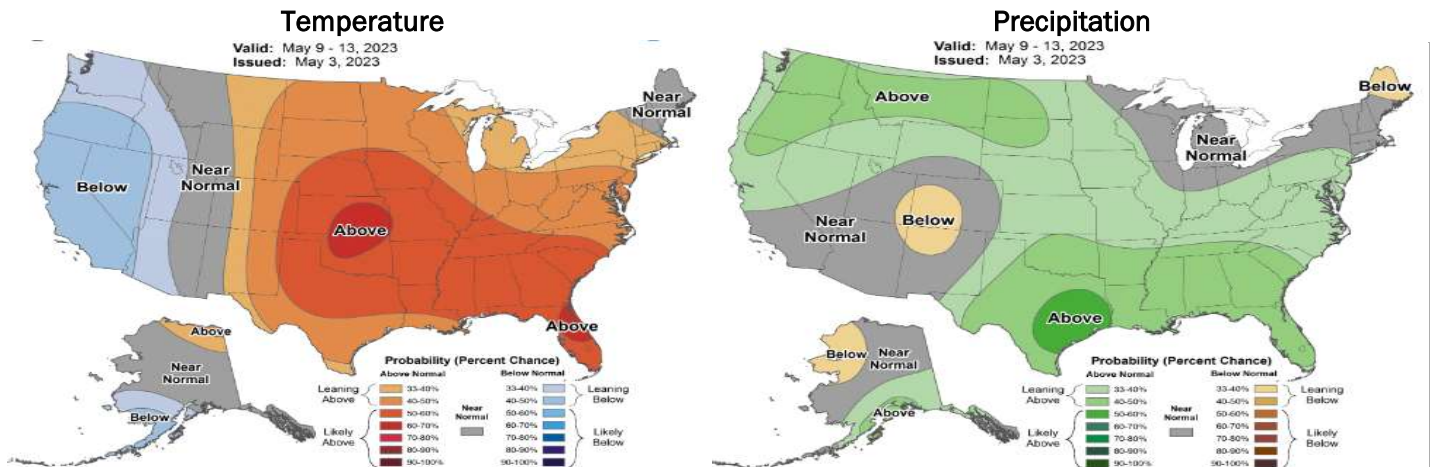 Temperature
Valid: May 9 - 13, 2023
Issued: May 3, 2023
Near
Normal
Near
Normal
Below
Above
Above
Above
Near
Normal
Below
Probability (Percent Chance)
Above Normal
Below Normal
Leaning
Above
33-40%
40-50%
Likely
Above
50-60%
60-70%
70-80%
80-90%
90-100%
Near
Normal
33-40%
40-50%
Leaning
Below
50-60%
60-70%
70-80%
80-90%
90-100%
Likely
Below
Precipitation
Valid: May 9 - 13, 2023
Issued: May 3, 2023
Above
Below
Near
Normal
Near
Normal
Below
Above
Below
Near
Normal
Above
Probability (Percent Chance)
Above Normal
Below Normal
Leaning
Above
33-40%
40-50%
Likely
Above
50-60%
60-70%
70-80%
80-90%
90-100%
Near
Normal
33-40%
40-50%
Leaning
Below
50-60%
60-70%
70-80%
80-90%
90-100%
Likely
Below